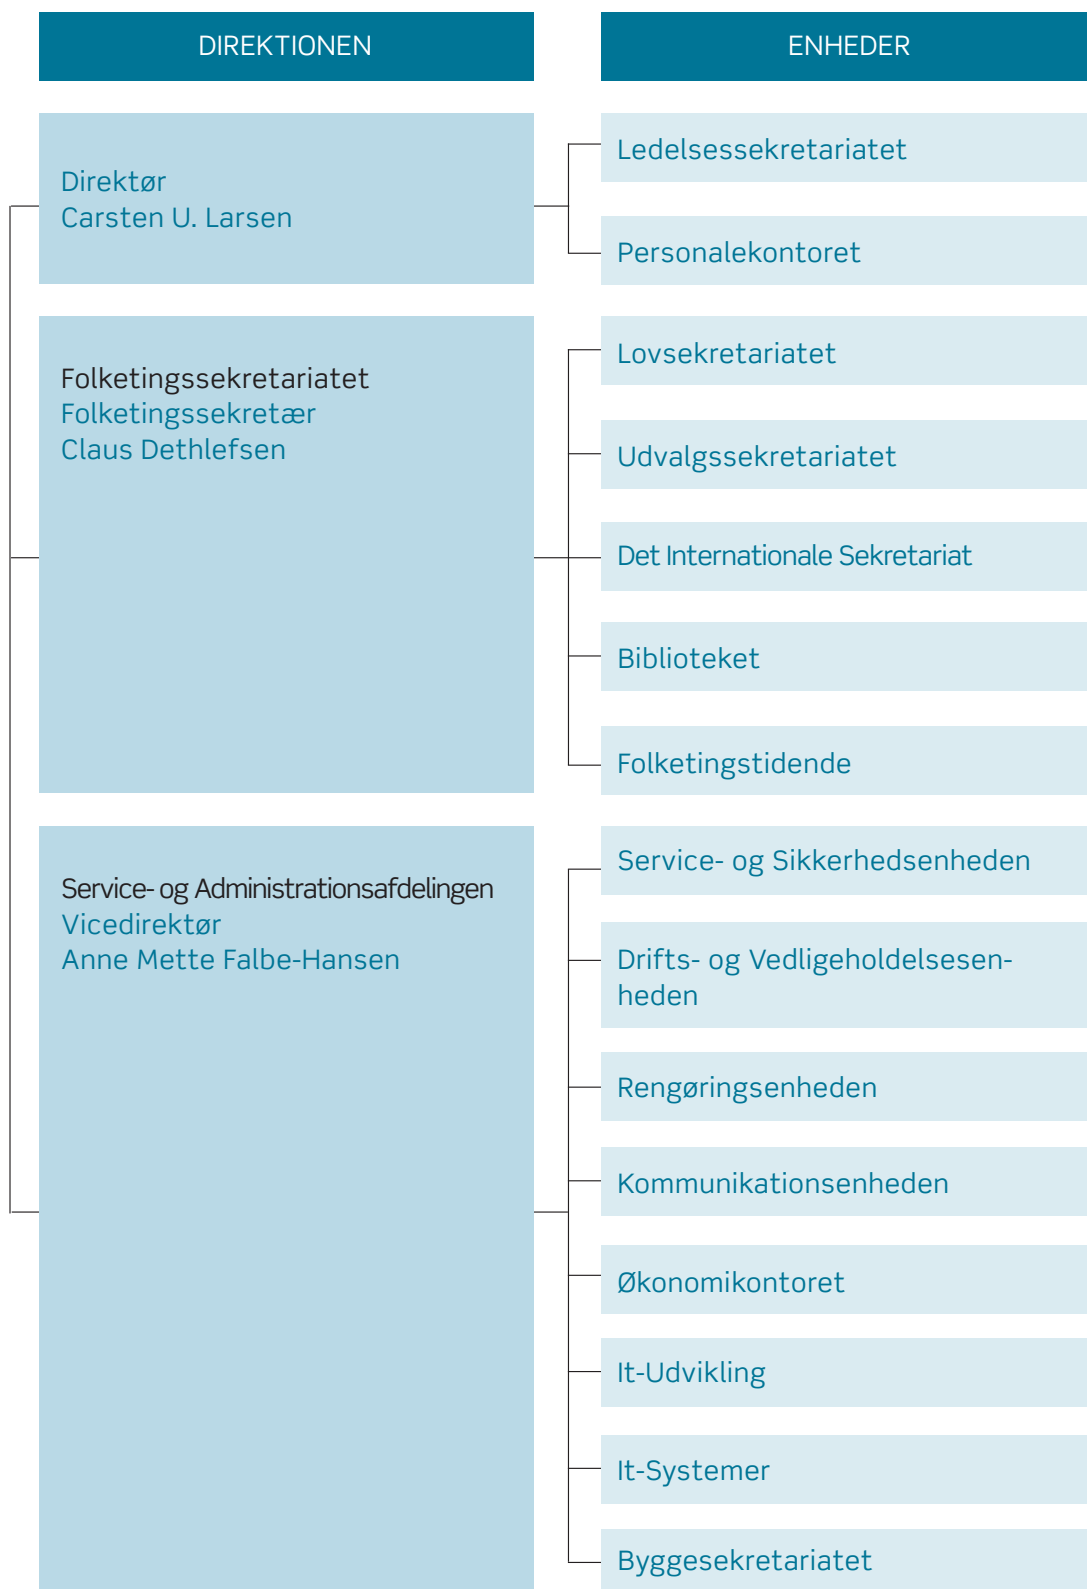 DIREKTIONEN
ENHEDER
Direktør
Carsten U. Larsen
Ledelsessekretariatet
Personalekontoret
Folketingssekretariatet
Folketingssekretær
Claus Dethlefsen
Lovsekretariatet
Udvalgssekretariatet
Det Internationale Sekretariat
Biblioteket
Folketingstidende
Service- og Administrationsafdelingen
Vicedirektør
Anne Mette Falbe-Hansen
Service- og Sikkerhedsenheden
Drifts- og Vedligeholdelsesen-
heden
Rengøringsenheden
Kommunikationsenheden
Økonomikontoret
It-Udvikling
It-Systemer
Byggesekretariatet